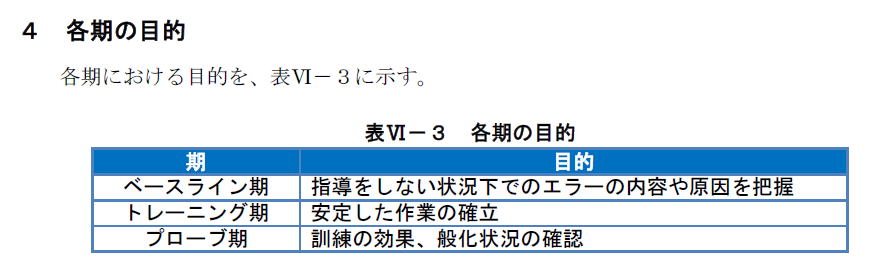 ４　各期の目的
各期における目的を、表Ⅵ－３に示す。
表Ⅵ－３　各期の目的
期　目的
ベースライン期　指導をしない状況下でのエラーの内容や原因を把握
トレーニング期　安定した作業の確立
プローブ期　訓練の効果、般化状況の確認